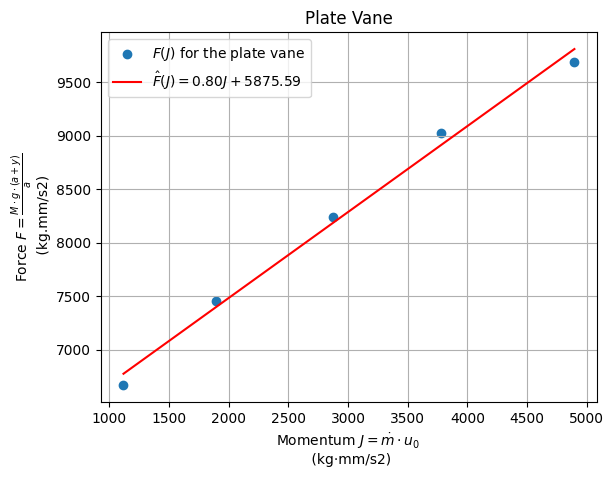 Plate Vane
F(J) for the plate vane
F̂(J) = 0.80J + 5875.59
Force F = M · g · (a + y) / a
(kg.mm/s2)
9500
9000
8500
8000
7500
7000
1000 1500 2000 2500 3000 3500 4000 4500 5000
Momentum J = ṁ · u₀
(kg·mm/s2)